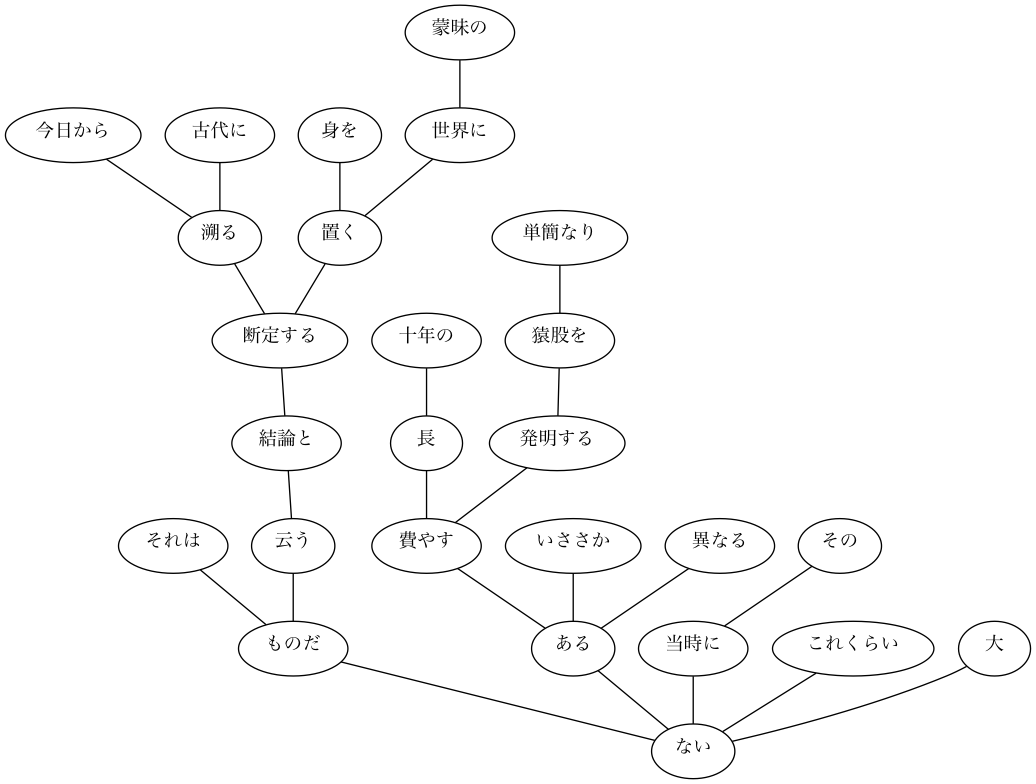 蒙昧の
今日から 古代に 身を 世界に
溯る 置く 単簡なり
断定する 十年の 猿股を
結論と 長 発明する
それは 云う 費やす いささか 異なる その
ものだ ある 当時に これくらい 大
ない